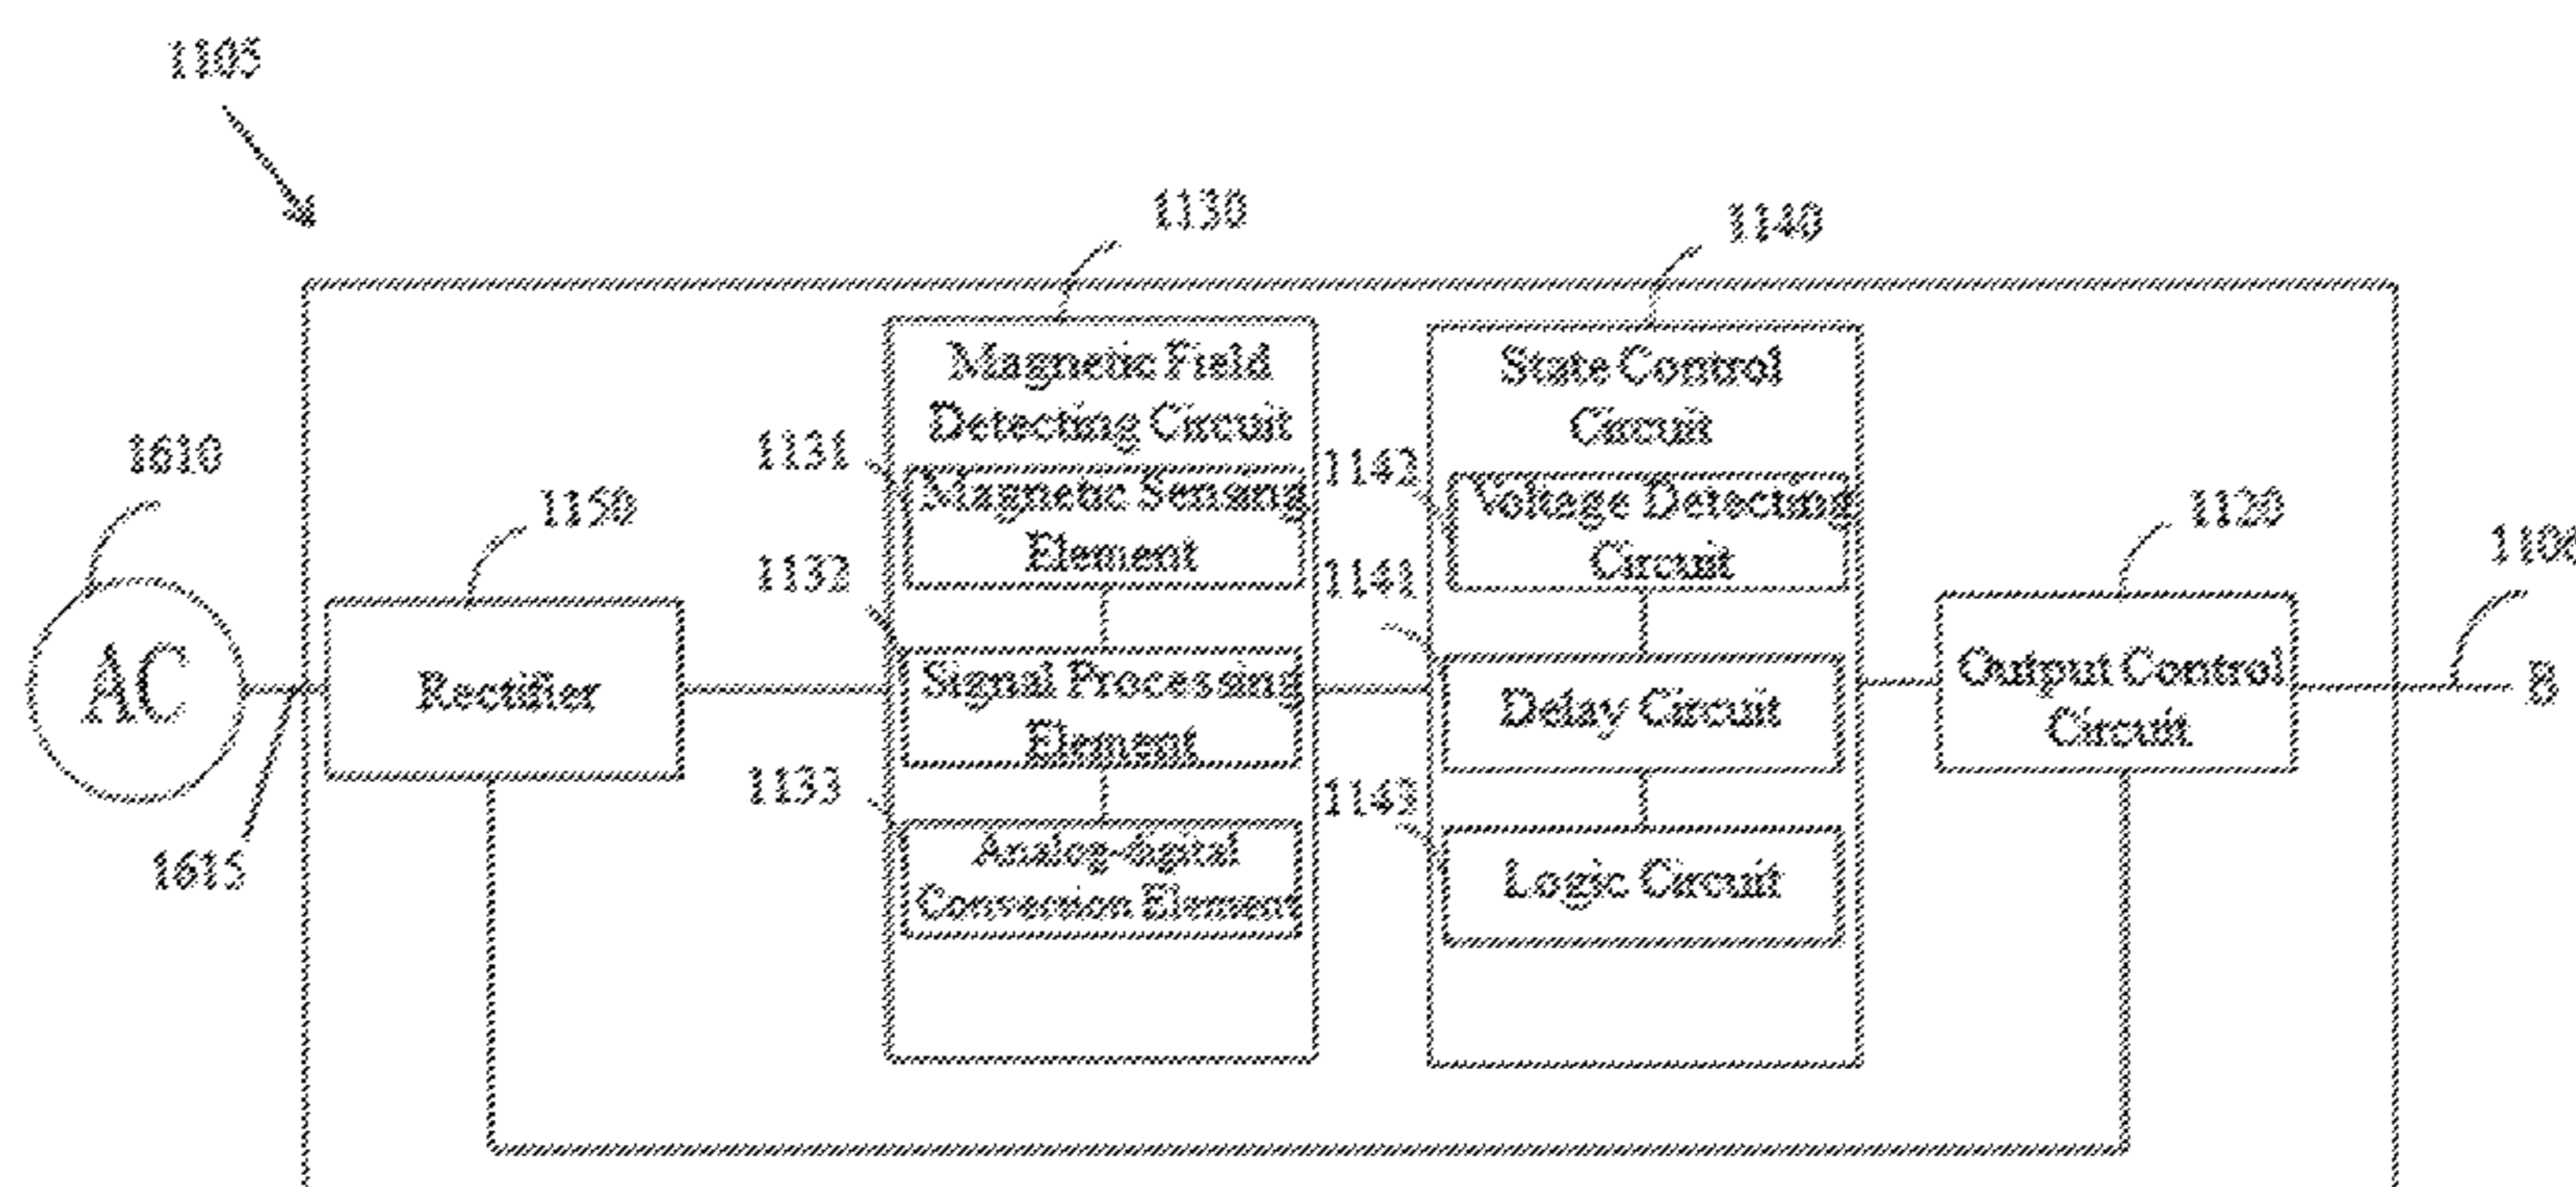 1105
1130
1140
Magnetic Field
Detecting Circuit
State Control
Circuit
1610
1150
1131
Magnetic Sensing
Element
1142
Voltage Detecting
Circuit
1120
1132
1141
AC
Rectifier
Signal Processing
Element
Delay Circuit
Output Control
Circuit
B
1615
1133
Analog-digital
Conversion Element
1143
Logic Circuit